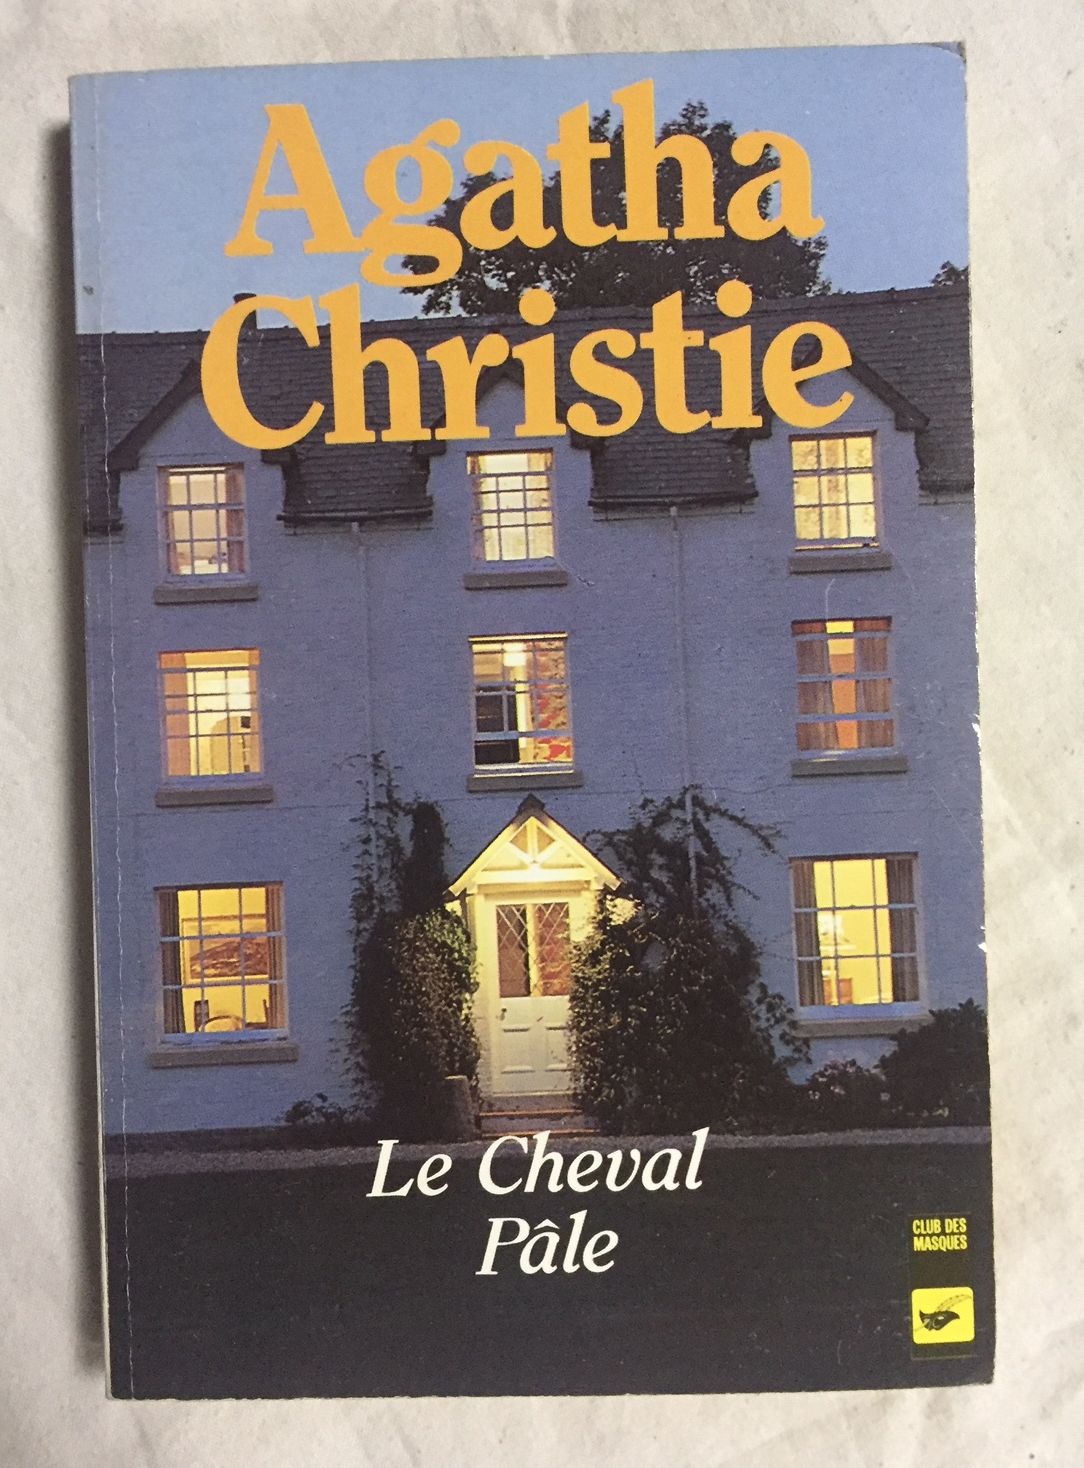 Agatha
Christie
Le Cheval
Pâle
CLUB DES
MASQUES